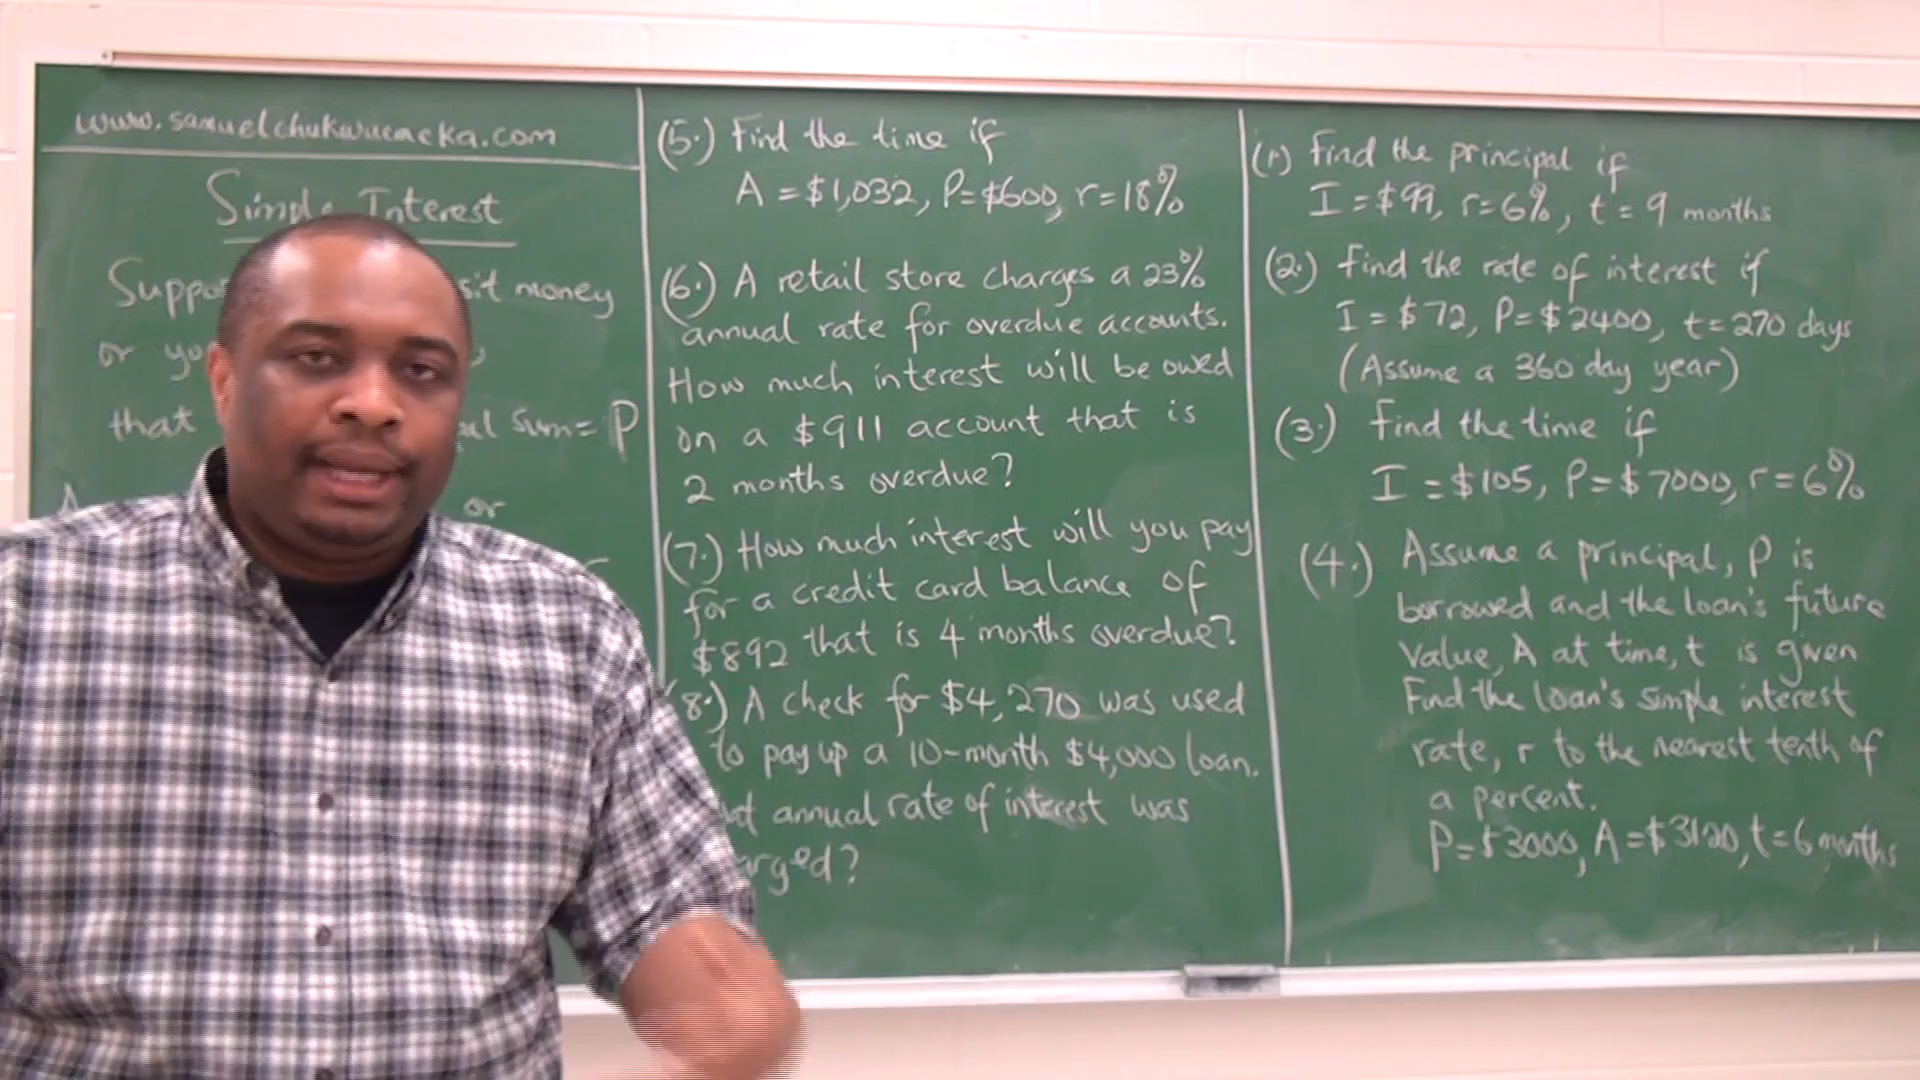 www.samuelchukwuemeka.com
Simple Interest
money
or
that sum = P
or
(5.) Find the time if
A = $1,032, P = $600, r = 18%
(6.) A retail store charges a 23%
annual rate for overdue accounts.
How much interest will be owed
on a $911 account that is
2 months overdue?
(7.) How much interest will you pay
for a credit card balance of
$892 that is 4 months overdue?
(8.) A check for $4,270 was used
to pay up a 10-month $4,000 loan.
annual rate of interest was
(1.) Find the principal if
I = $99, r = 6%, t = 9 months
(2.) Find the rate of interest if
I = $72, P = $2400, t = 270 days
(Assume a 360 day year)
(3.) Find the time if
I = $105, P = $7000, r = 6%
(4.) Assume a principal, P is
borrowed and the loan's future
value, A at time, t is given
Find the loan's simple interest
rate, r to the nearest tenth of
a percent.
P = $3000, t = 6 months